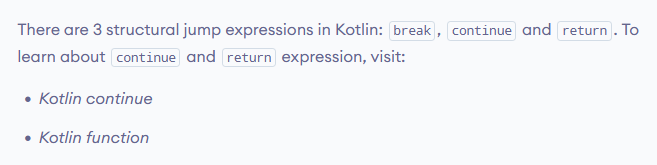 There are 3 structural jump expressions in Kotlin: break, continue and return. To
learn about continue and return expression, visit:
• Kotlin continue
• Kotlin function